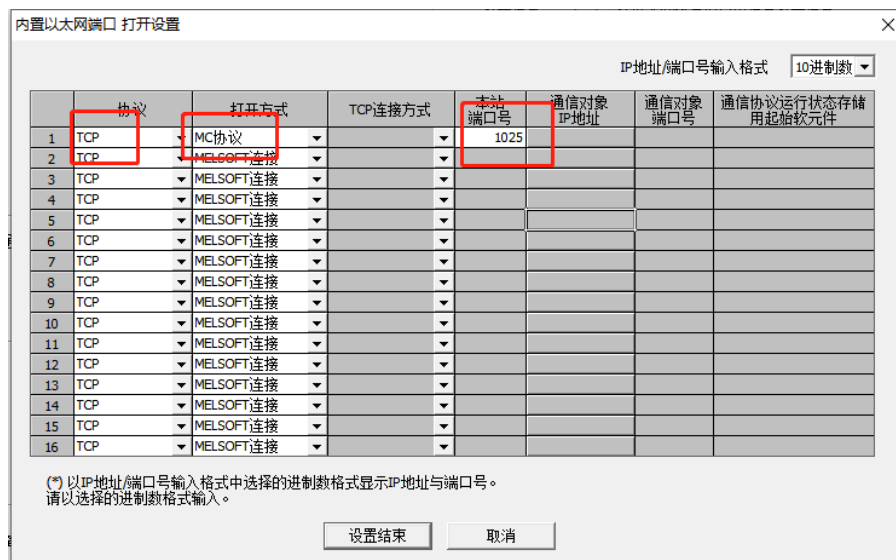 内置以太网端口 打开设置
IP地址/端口号输入格式 10进制数
协议 打开方式 TCP连接方式 本站端口号 通信对象IP地址 通信对象端口号 通信协议运行状态存储用起始软元件
1 TCP MC协议 1025
2 TCP MELSOFT连接
3 TCP MELSOFT连接
4 TCP MELSOFT连接
5 TCP MELSOFT连接
6 TCP MELSOFT连接
7 TCP MELSOFT连接
8 TCP MELSOFT连接
9 TCP MELSOFT连接
10 TCP MELSOFT连接
11 TCP MELSOFT连接
12 TCP MELSOFT连接
13 TCP MELSOFT连接
14 TCP MELSOFT连接
15 TCP MELSOFT连接
16 TCP MELSOFT连接
(*) 以IP地址/端口号输入格式中选择的进制数格式显示IP地址与端口号。
请以选择的进制数格式输入。
设置结束 取消